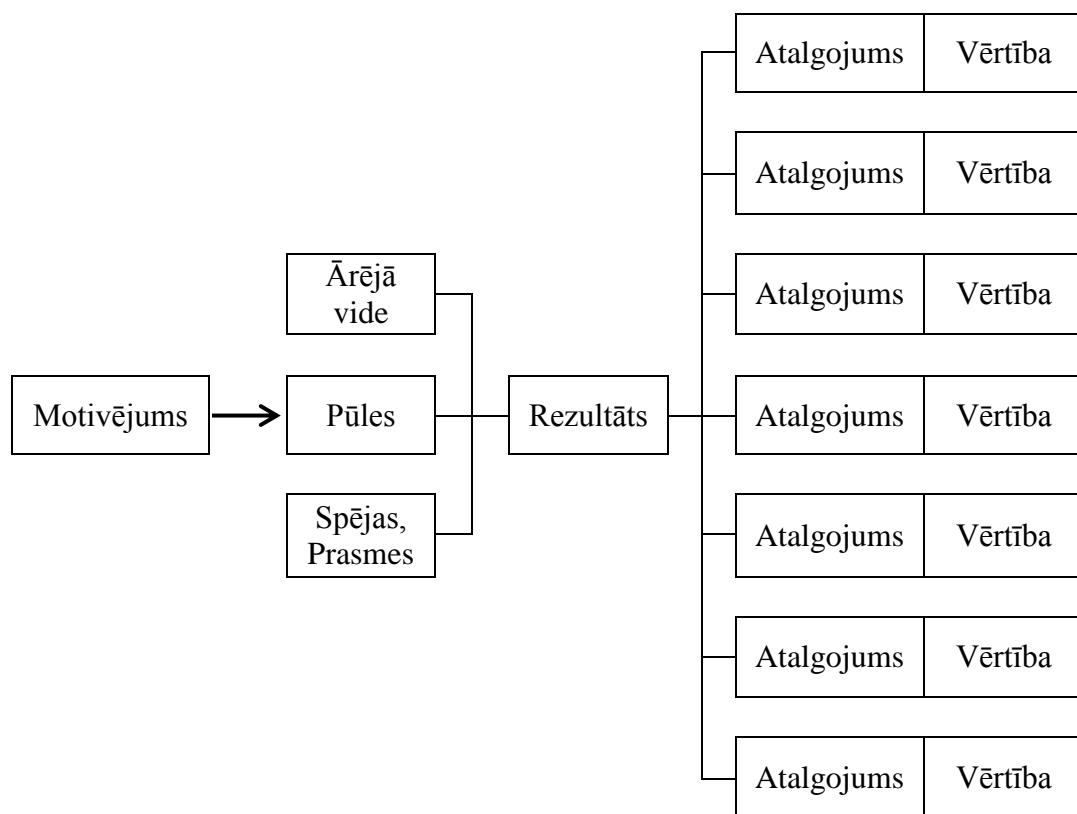 Motivējums
Ārējā
vide
Pūles
Spējas,
Prasmes
Rezultāts
Atalgojums Vērtība
Atalgojums Vērtība
Atalgojums Vērtība
Atalgojums Vērtība
Atalgojums Vērtība
Atalgojums Vērtība
Atalgojums Vērtība